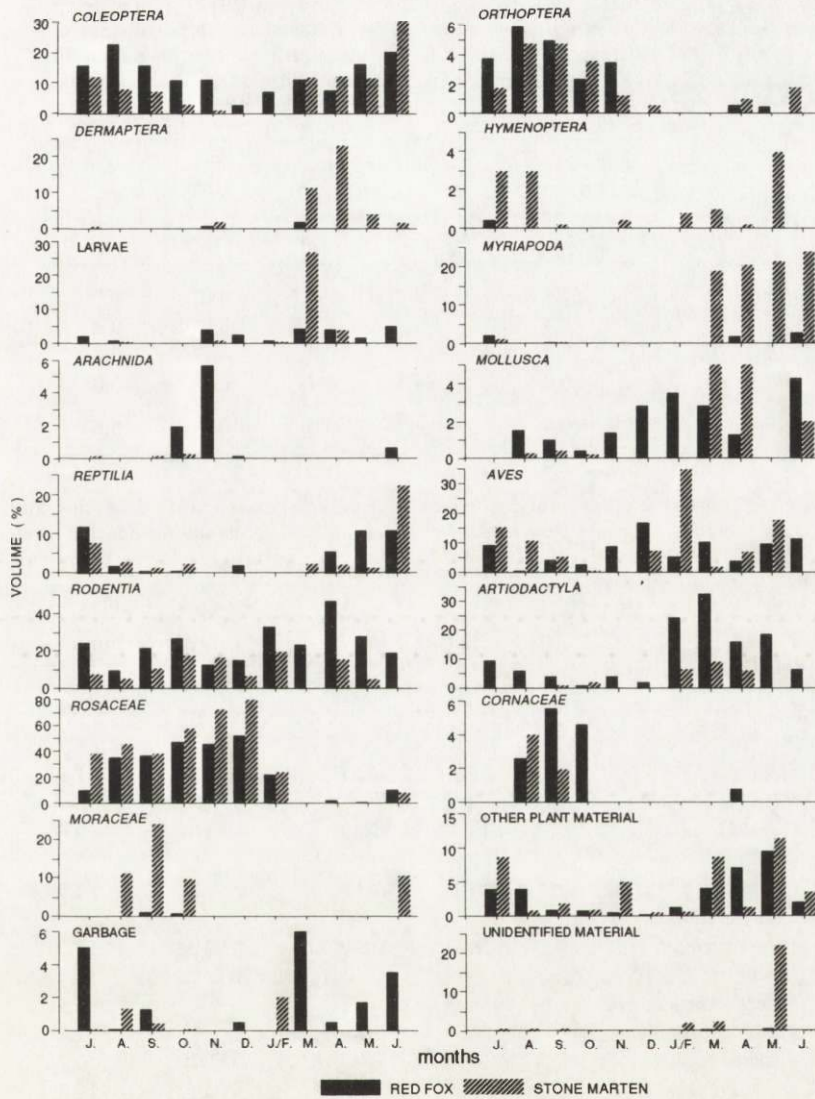 COLEOPTERA
30
20
10
0
ORTHOPTERA
6
4
2
0
DERMAPTERA
20
10
0
HYMENOPTERA
4
2
0
LARVAE
30
20
10
0
MYRIAPODA
20
10
0
ARACHNIDA
6
4
2
0
MOLLUSCA
4
2
0
REPTILIA
20
10
0
AVES
30
20
10
0
VOLUME (%)
RODENTIA
40
20
0
ARTIODACTYLA
30
20
10
0
ROSACEAE
80
60
40
20
0
CORNACEAE
6
4
2
0
MORACEAE
20
10
0
OTHER PLANT MATERIAL
15
10
5
0
GARBAGE
6
4
2
0
UNIDENTIFIED MATERIAL
20
10
0
J. A. S. O. N. D. J./F. M. A. M. J.
J. A. S. O. N. D. J./F. M. A. M. J.
months
RED FOX STONE MARTEN